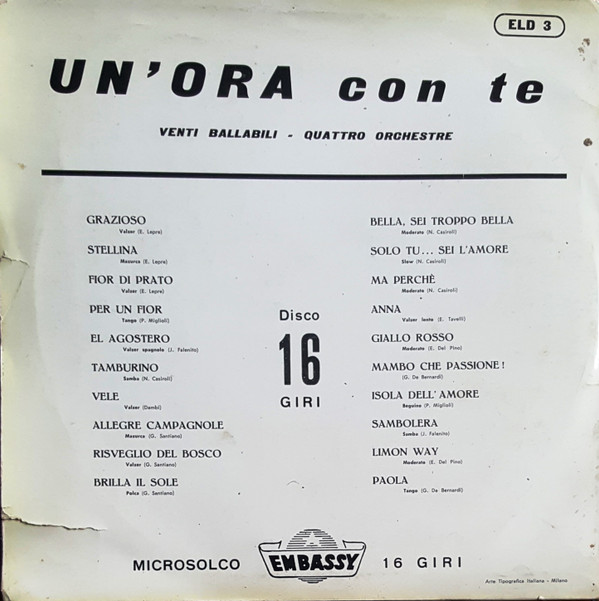 ELD 3
UN'ORA con te
VENTI BALLABILI - QUATTRO ORCHESTRE
GRAZIOSO
Valzer (E. Lepre)
STELLINA
Mazurca (E. Lepre)
FIOR DI PRATO
Valzer (E. Lepre)
PER UN FIOR
Tango (P. Miglioli)
EL AGOSTERO
Valzer spagnolo (J. Falencito)
TAMBURINO
Samba (N. Casiroli)
VELE
Valzer (Dambi)
ALLEGRE CAMPAGNOLE
Mazurca (G. Santiano)
RISVEGLIO DEL BOSCO
Valzer (G. Santiano)
BRILLA IL SOLE
Polca (G. Santiano)
Disco
16
GIRI
BELLA, SEI TROPPO BELLA
Moderato (N. Casiroli)
SOLO TU... SEI L'AMORE
Slow (N. Casiroli)
MA PERCHÈ
Moderato (N. Casiroli)
ANNA
Valzer lento (E. Tavelli)
GIALLO ROSSO
Moderato (E. Del Pino)
MAMBO CHE PASSIONE!
(G. De Bernardi)
ISOLA DELL'AMORE
Beguine (P. Miglioli)
SAMBOLERA
Samba (J. Falencito)
LIMON WAY
Moderato (E. Del Pino)
PAOLA
Tango (G. De Bernardi)
MICROSOLCO
EMBASSY
16 GIRI
Arte Tipografica Italiana - Milano